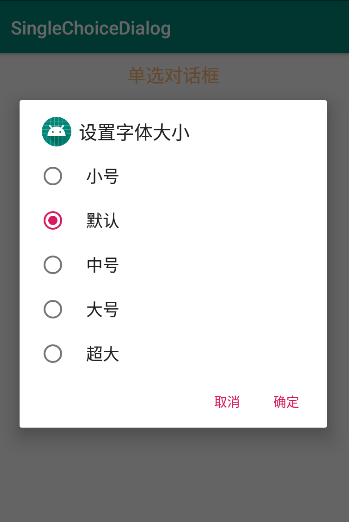 SingleChoiceDialog
单选对话框
设置字体大小
小号
默认
中号
大号
超大
取消 确定